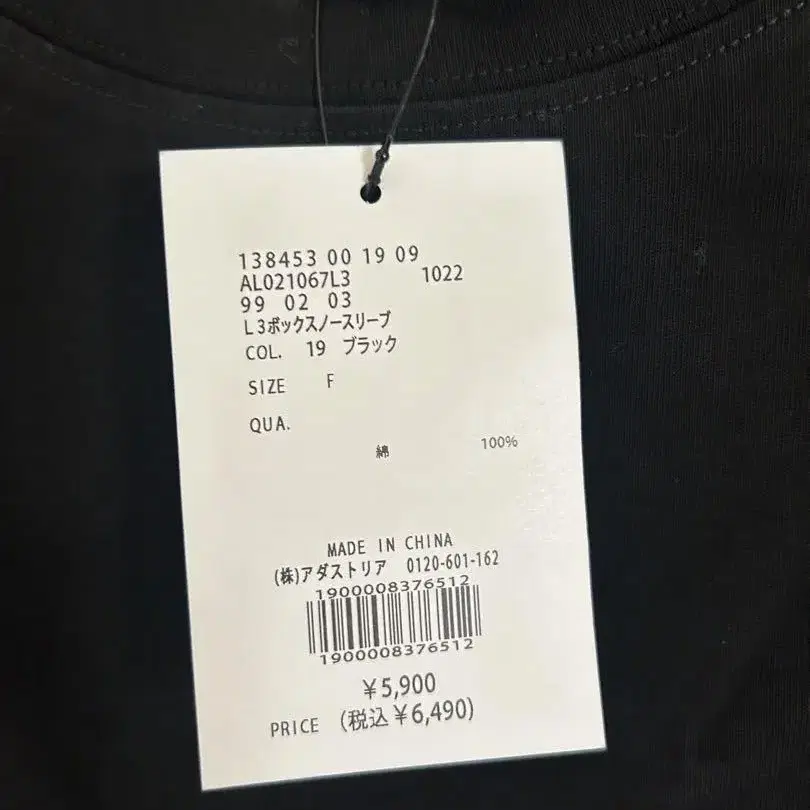 138453 00 19 09
AL021067L3 1022
99 02 03
L3ボックスノースリーブ
COL. 19 ブラック
SIZE F
QUA.
綿 100%
MADE IN CHINA
(株)アダストリア 0120-601-162
1900008376512
1900008376512
¥5,900
PRICE (税込¥6,490)